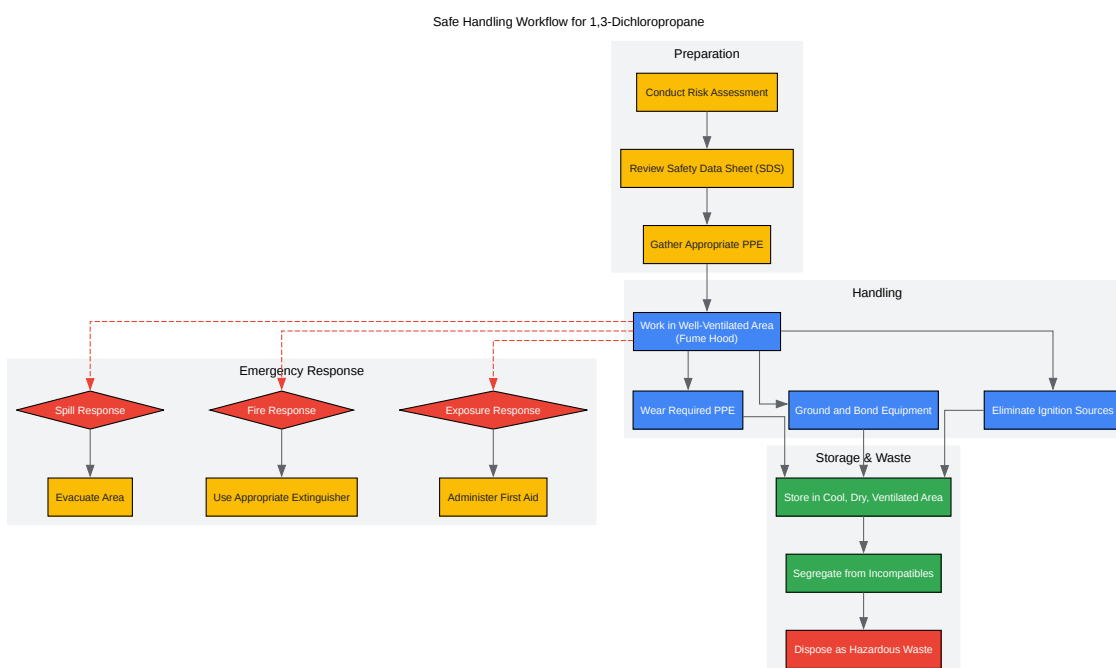 Safe Handling Workflow for 1,3-Dichloropropane
Preparation
Conduct Risk Assessment
Review Safety Data Sheet (SDS)
Gather Appropriate PPE
Handling
Work in Well-Ventilated Area
(Fume Hood)
Wear Required PPE
Ground and Bond Equipment
Eliminate Ignition Sources
Emergency Response
Spill Response
Fire Response
Exposure Response
Evacuate Area
Use Appropriate Extinguisher
Administer First Aid
Storage & Waste
Store in Cool, Dry, Ventilated Area
Segregate from Incompatibles
Dispose as Hazardous Waste